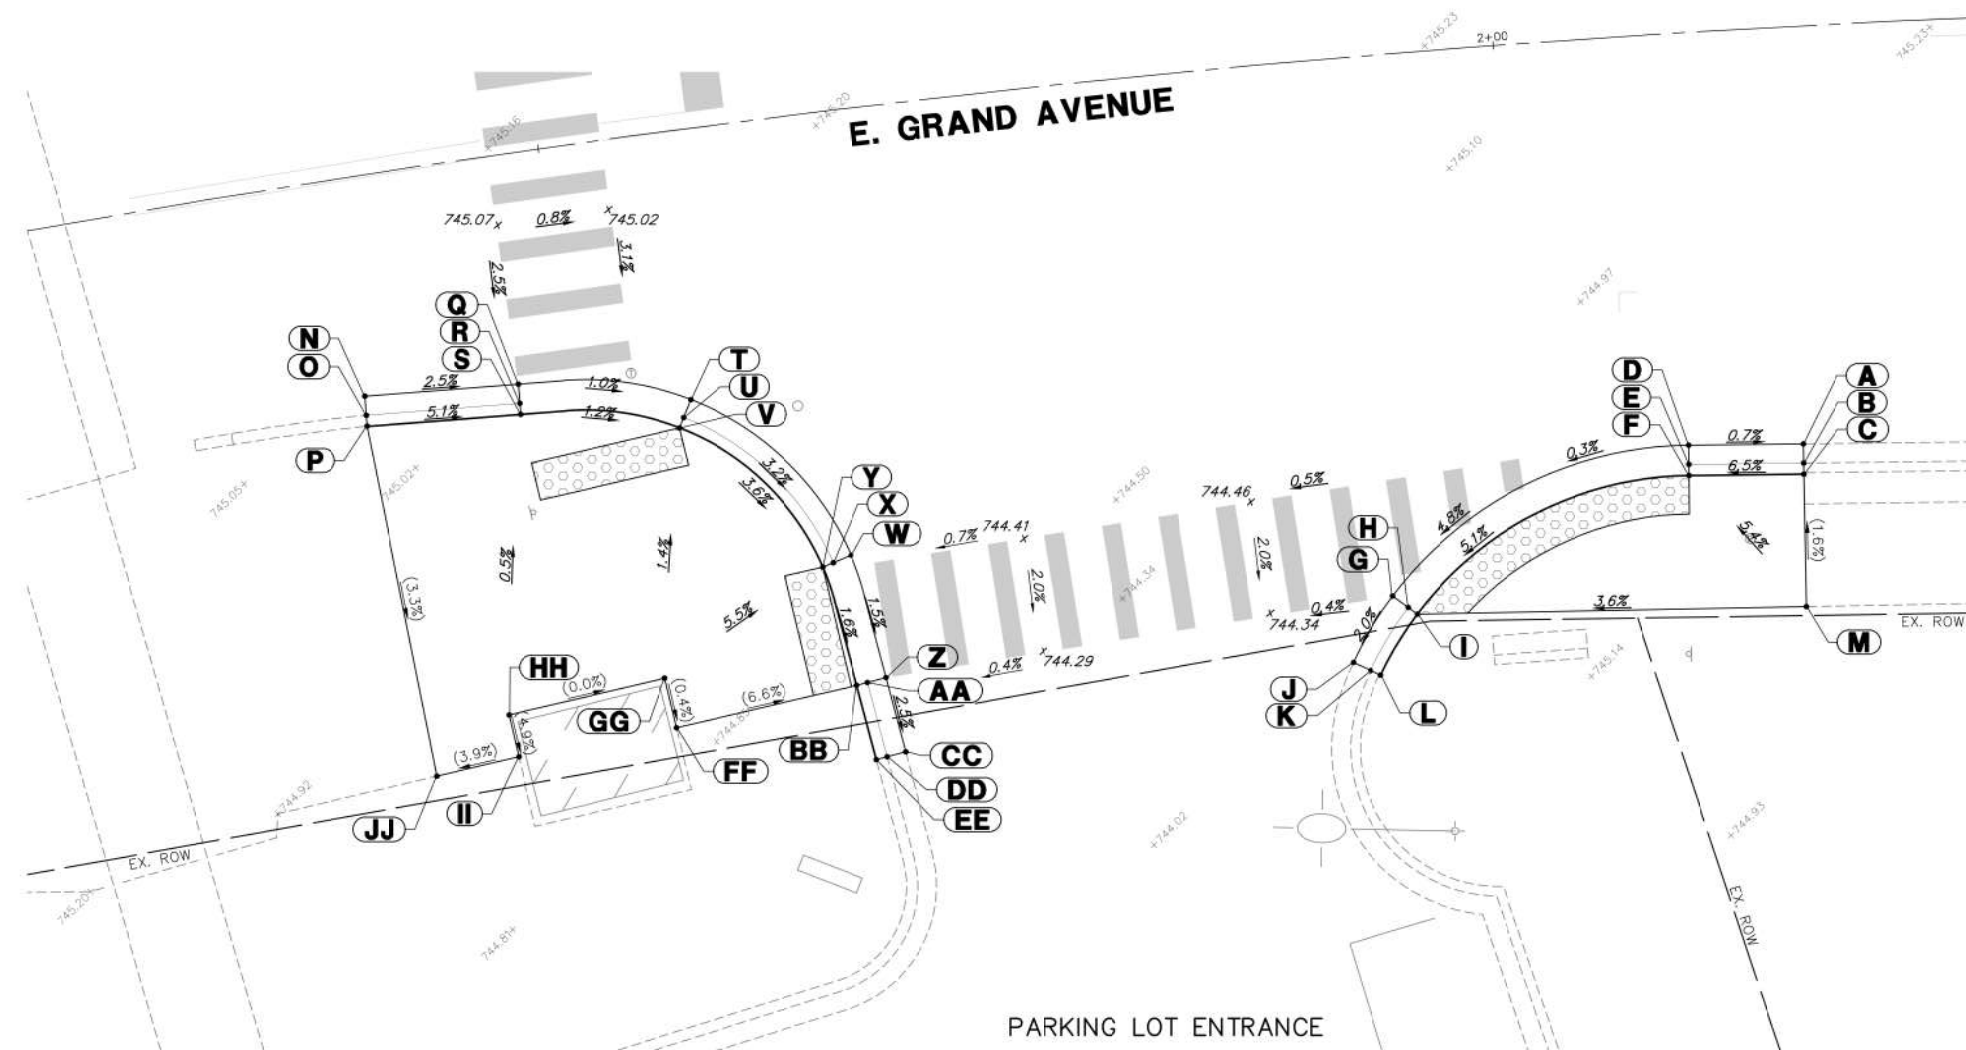 +745.23
2+00
745.23+
+745.16
+745.20
E. GRAND AVENUE
+745.10
745.07
0.8%
745.02
2.5%
3.1%
+744.97
N
O
P
Q
R
S
2.5%
5.1%
1.0%
1.2%
T
U
V
D
E
F
A
B
C
0.7%
6.5%
0.3%
745.05+
745.02+
3.2%
3.6%
Y
X
W
+744.50
744.46
0.5%
744.41
0.7%
H
G
4.8%
5.1%
5.4%
(1.6%)
0.5%
1.4%
(3.3%)
5.5%
1.6%
1.5%
2.0%
+744.34
2.0%
0.4%
744.34
2.0%
3.6%
EX. ROW
I
M
+745.14
HH
(0.0%)
(0.4%)
GG
(6.6%)
Z
AA
0.4%
744.29
J
K
L
(4.9%)
(3.9%)
2.5%
BB
FF
CC
DD
EE
II
JJ
+744.92
EX. ROW
745.20+
744.81+
+744.02
+744.93
EX. ROW
PARKING LOT ENTRANCE